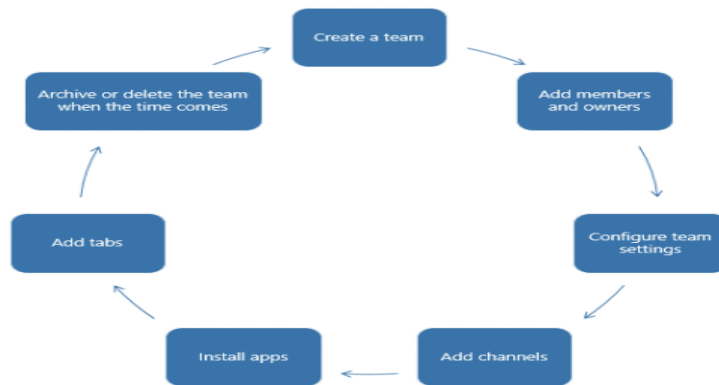 Create a team
Add members
and owners
Configure team
settings
Add channels
Install apps
Add tabs
Archive or delete the team
when the time comes